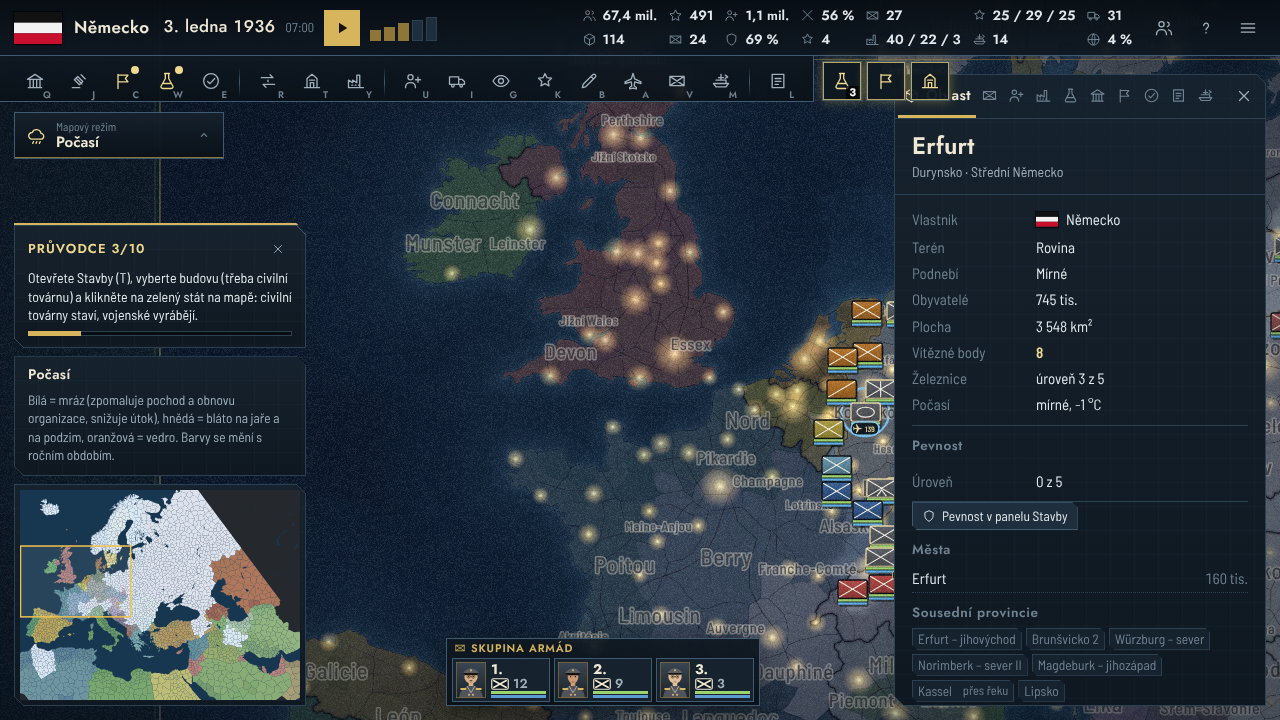 Německo 3. ledna 1936 07:00
67,4 mil. 491 1,1 mil. 56 % 27 25 / 29 / 25 31
114 24 69 % 4 40 / 22 / 3 14 4 %
Q J C W E R T Y U I G K B A V M L
3
Mapový režim
Počasí
PRŮVODCE 3/10
Otevřete Stavby (T), vyberte budovu (třeba civilní
továrnu) a klikněte na zelený stát na mapě: civilní
továrny staví, vojenské vyrábějí.
Počasí
Bílá = mráz (zpomaluje pochod a obnovu
organizace, snižuje útok), hnědá = bláto na jaře a
na podzim, oranžová = vedro. Barvy se mění s
ročním obdobím.
Perthshire
Jižní Skotsko
Connacht
Munster
Leinster
Jižní Wales
Devon
Essex
Nord
Pikardie
Champagne
Maine-Anjou
Poitou
Berry
Franche-Comté
Limousin
Auvergne
Galicie
León
Toulouse
Piemont
139
SKUPINA ARMÁD
1.
12
2.
9
3.
3
Erfurt
Durynsko · Střední Německo
Vlastník Německo
Terén Rovina
Podnebí Mírné
Obyvatelé 745 tis.
Plocha 3 548 km²
Vítězné body 8
Železnice úroveň 3 z 5
Počasí mírné, -1 °C
Pevnost
Úroveň 0 z 5
Pevnost v panelu Stavby
Města
Erfurt 160 tis.
Sousední provincie
Erfurt – jihovýchod
Brunšvicko 2
Würzburg – sever
Norimberk – sever II
Magdeburk – jihozápad
Kassel přes řeku
Lipsko